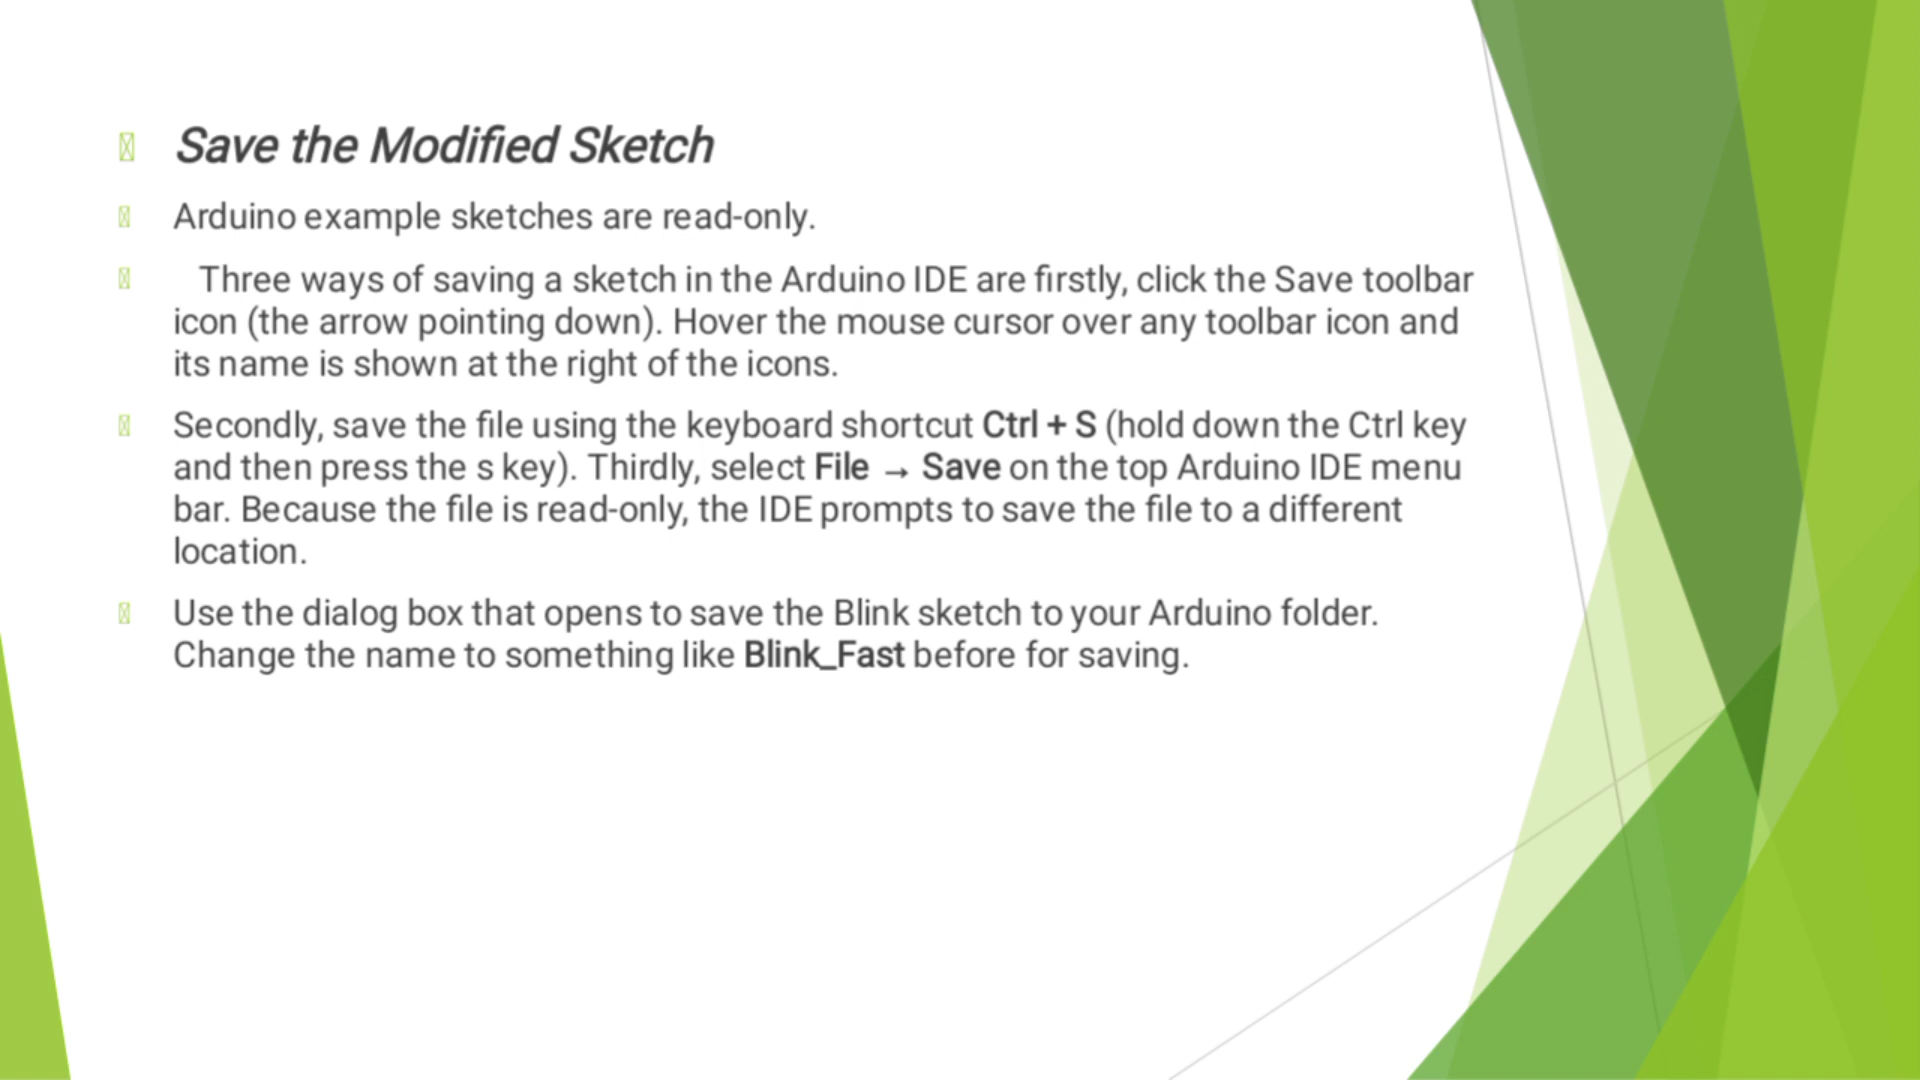 Save the Modified Sketch
Arduino example sketches are read-only.
Three ways of saving a sketch in the Arduino IDE are firstly, click the Save toolbar
icon (the arrow pointing down). Hover the mouse cursor over any toolbar icon and
its name is shown at the right of the icons.
Secondly, save the file using the keyboard shortcut Ctrl + S (hold down the Ctrl key
and then press the s key). Thirdly, select File → Save on the top Arduino IDE menu
bar. Because the file is read-only, the IDE prompts to save the file to a different
location.
Use the dialog box that opens to save the Blink sketch to your Arduino folder.
Change the name to something like Blink_Fast before for saving.